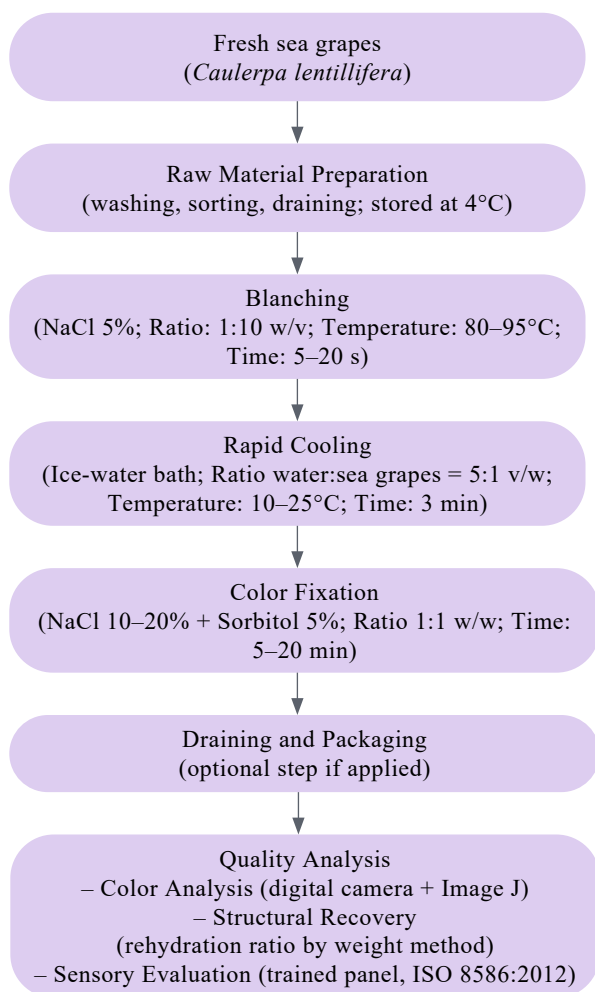 Fresh sea grapes
(Caulerpa lentillifera)
Raw Material Preparation
(washing, sorting, draining; stored at 4°C)
Blanching
(NaCl 5%; Ratio: 1:10 w/v; Temperature: 80–95°C;
Time: 5–20 s)
Rapid Cooling
(Ice-water bath; Ratio water:sea grapes = 5:1 v/w;
Temperature: 10–25°C; Time: 3 min)
Color Fixation
(NaCl 10–20% + Sorbitol 5%; Ratio 1:1 w/w; Time:
5–20 min)
Draining and Packaging
(optional step if applied)
Quality Analysis
– Color Analysis (digital camera + Image J)
– Structural Recovery
(rehydration ratio by weight method)
– Sensory Evaluation (trained panel, ISO 8586:2012)